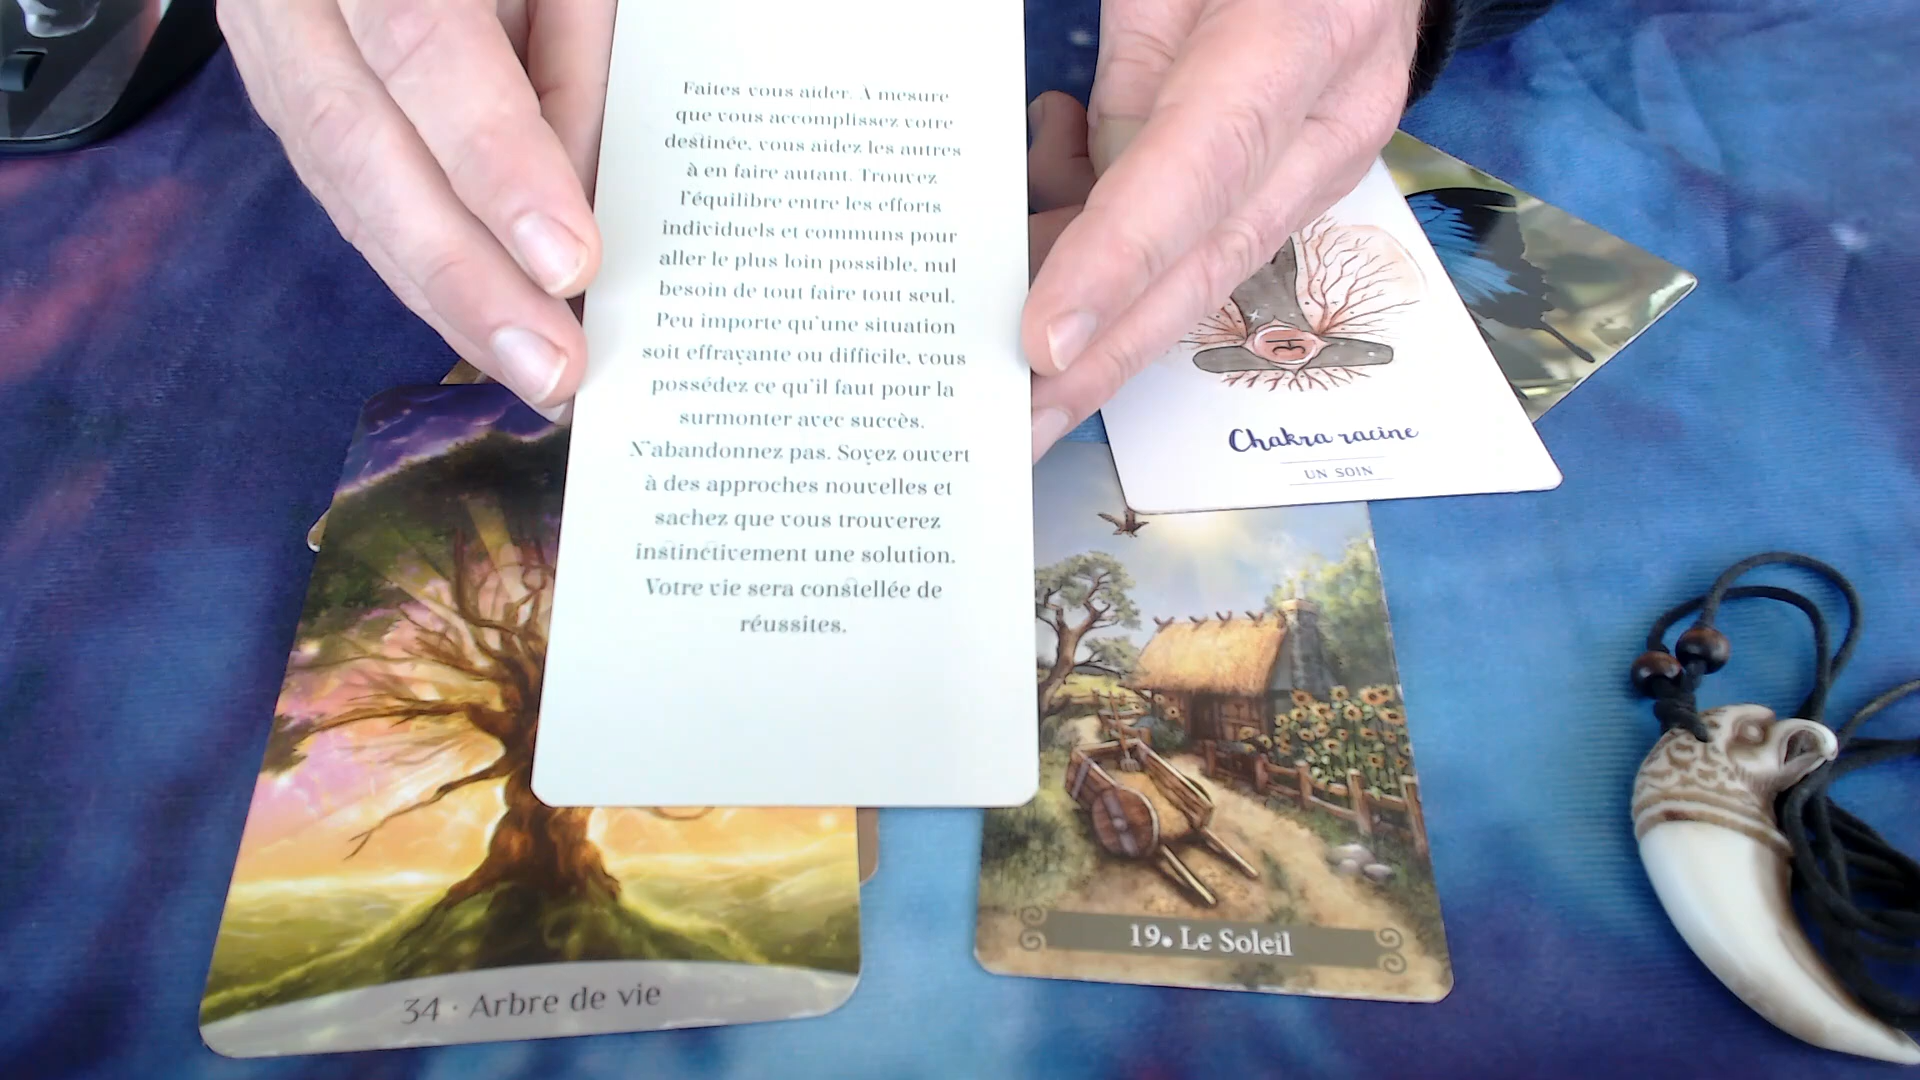 Faites vous aider. À mesure
que vous accomplissez votre
destinée, vous aidez les autres
à en faire autant. Trouvez
l'équilibre entre les efforts
individuels et communs pour
aller le plus loin possible, nul
besoin de tout faire tout seul.
Peu importe qu'une situation
soit effrayante ou difficile, vous
possédez ce qu'il faut pour la
surmonter avec succès.
N'abandonnez pas. Soyez ouvert
à des approches nouvelles et
sachez que vous trouverez
instinctivement une solution.
Votre vie sera constellée de
réussites.
Chakra racine
UN SOIN
19. Le Soleil
34 · Arbre de vie